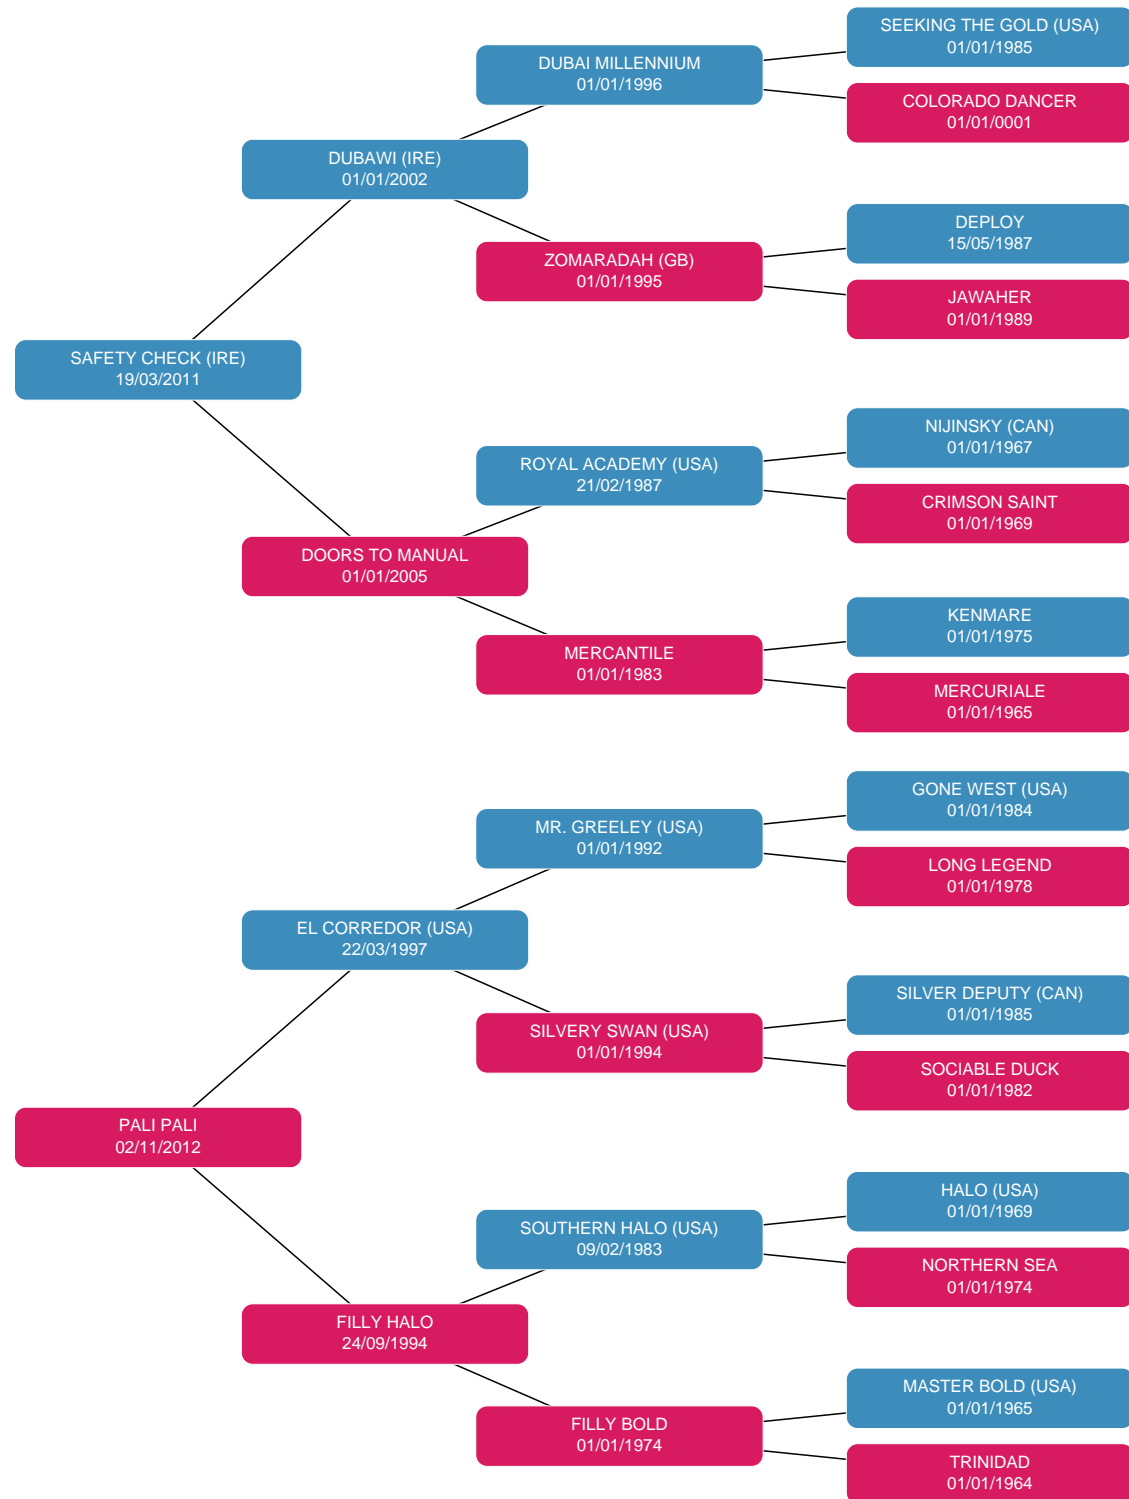 SEEKING THE GOLD (USA)
01/01/1985
DUBAI MILLENNIUM
01/01/1996
COLORADO DANCER
01/01/0001
DUBAWI (IRE)
01/01/2002
DEPLOY
15/05/1987
ZOMARADAH (GB)
01/01/1995
JAWAHER
01/01/1989
SAFETY CHECK (IRE)
19/03/2011
NIJINSKY (CAN)
01/01/1967
ROYAL ACADEMY (USA)
21/02/1987
CRIMSON SAINT
01/01/1969
DOORS TO MANUAL
01/01/2005
KENMARE
01/01/1975
MERCANTILE
01/01/1983
MERCURIALE
01/01/1965
GONE WEST (USA)
01/01/1984
MR. GREELEY (USA)
01/01/1992
LONG LEGEND
01/01/1978
EL CORREDOR (USA)
22/03/1997
SILVER DEPUTY (CAN)
01/01/1985
SILVERY SWAN (USA)
01/01/1994
SOCIABLE DUCK
01/01/1982
PALI PALI
02/11/2012
HALO (USA)
01/01/1969
SOUTHERN HALO (USA)
09/02/1983
NORTHERN SEA
01/01/1974
FILLY HALO
24/09/1994
MASTER BOLD (USA)
01/01/1965
FILLY BOLD
01/01/1974
TRINIDAD
01/01/1964